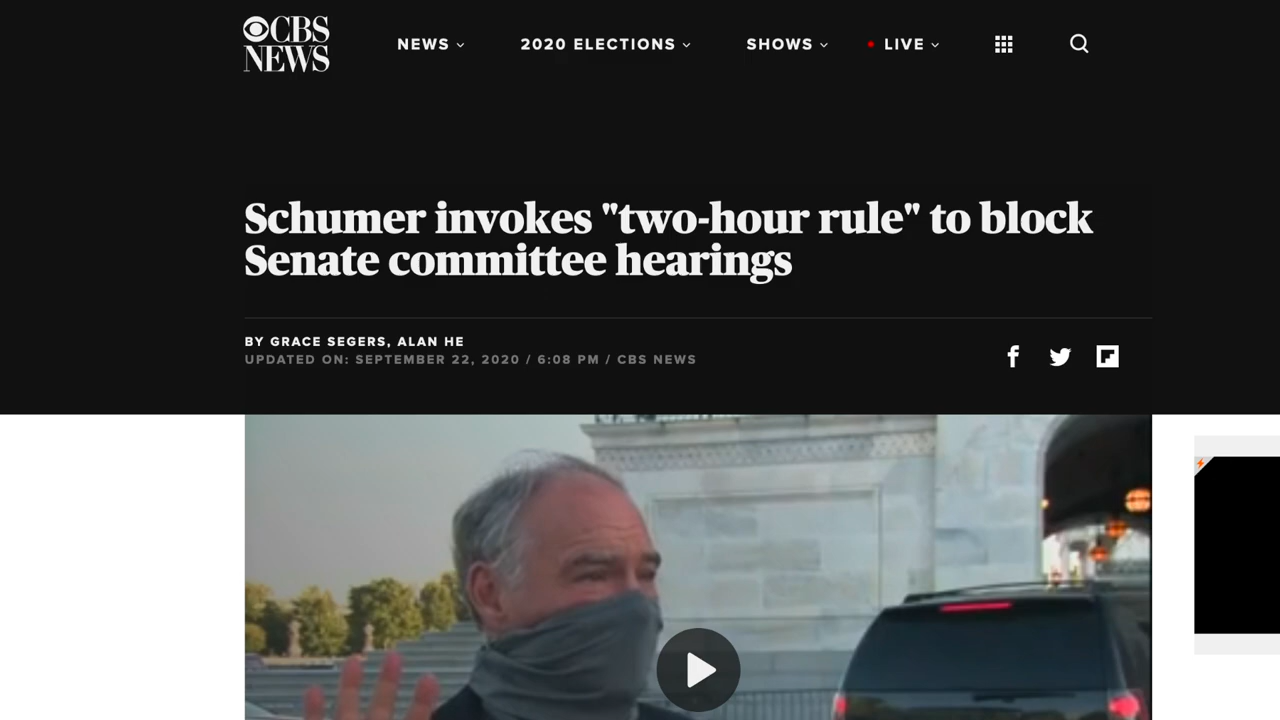 CBS
NEWS
NEWS
2020 ELECTIONS
SHOWS
LIVE
Schumer invokes "two-hour rule" to block
Senate committee hearings
BY GRACE SEGERS, ALAN HE
UPDATED ON: SEPTEMBER 22, 2020 / 6:08 PM / CBS NEWS